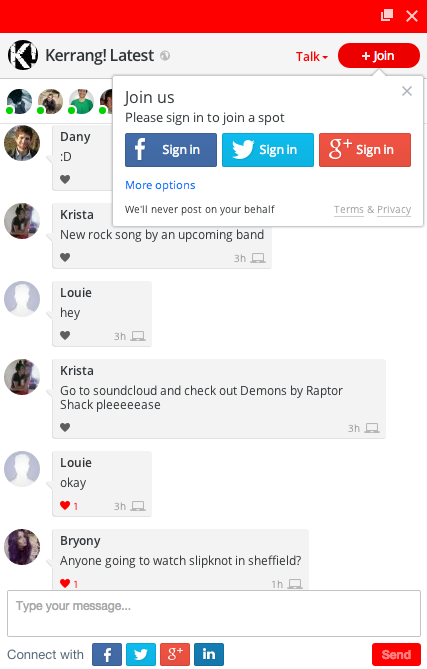 Kerrang! Latest
Talk
+ Join
Join us
Please sign in to join a spot
f Sign in
Sign in
g+ Sign in
More options
We'll never post on your behalf
Terms & Privacy
Dany
:D
Krista
New rock song by an upcoming band
3h
Louie
hey
3h
Krista
Go to soundcloud and check out Demons by Raptor
Shack pleeeeease
3h
Louie
okay
1
3h
Bryony
Anyone going to watch slipknot in sheffield?
1
1h
Type your message...
Connect with
f
g+
in
Send